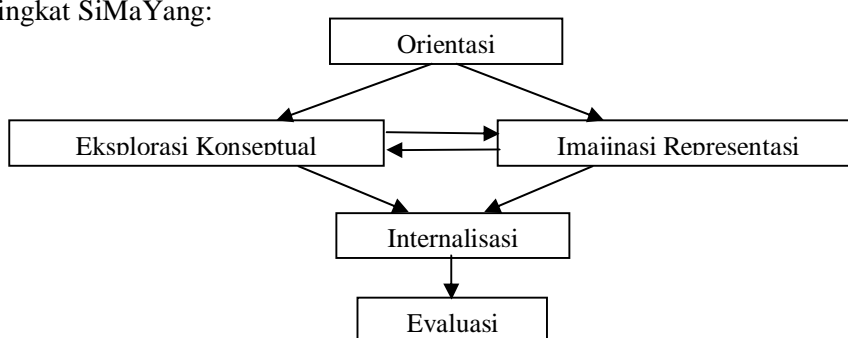 ingkat SiMaYang:
Orientasi
Eksplorasi Konseptual
Imajinasi Representasi
Internalisasi
Evaluasi